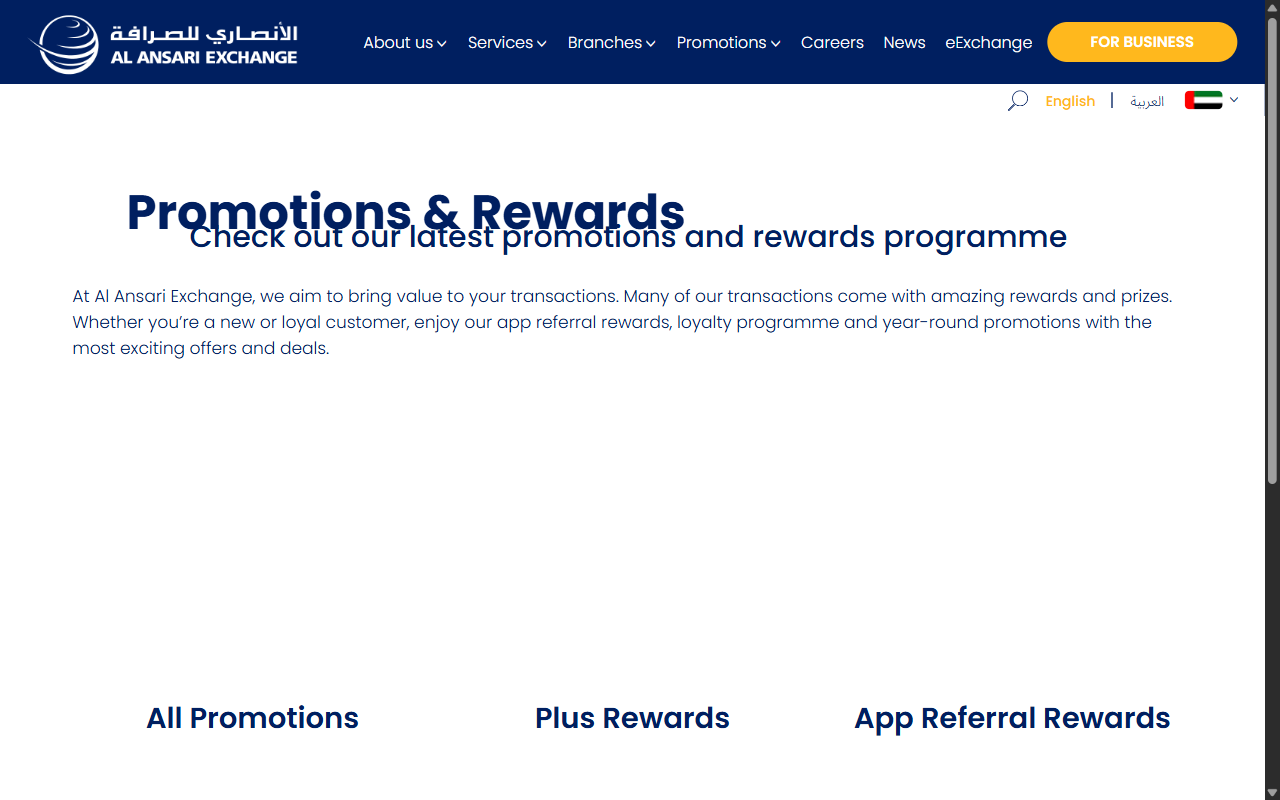 الأنصاري للصرافة
AL ANSARI EXCHANGE
About us Services Branches Promotions Careers News eExchange FOR BUSINESS
English | العربية
Promotions & Rewards
Check out our latest promotions and rewards programme
At Al Ansari Exchange, we aim to bring value to your transactions. Many of our transactions come with amazing rewards and prizes.
Whether you’re a new or loyal customer, enjoy our app referral rewards, loyalty programme and year-round promotions with the
most exciting offers and deals.
All Promotions Plus Rewards App Referral Rewards